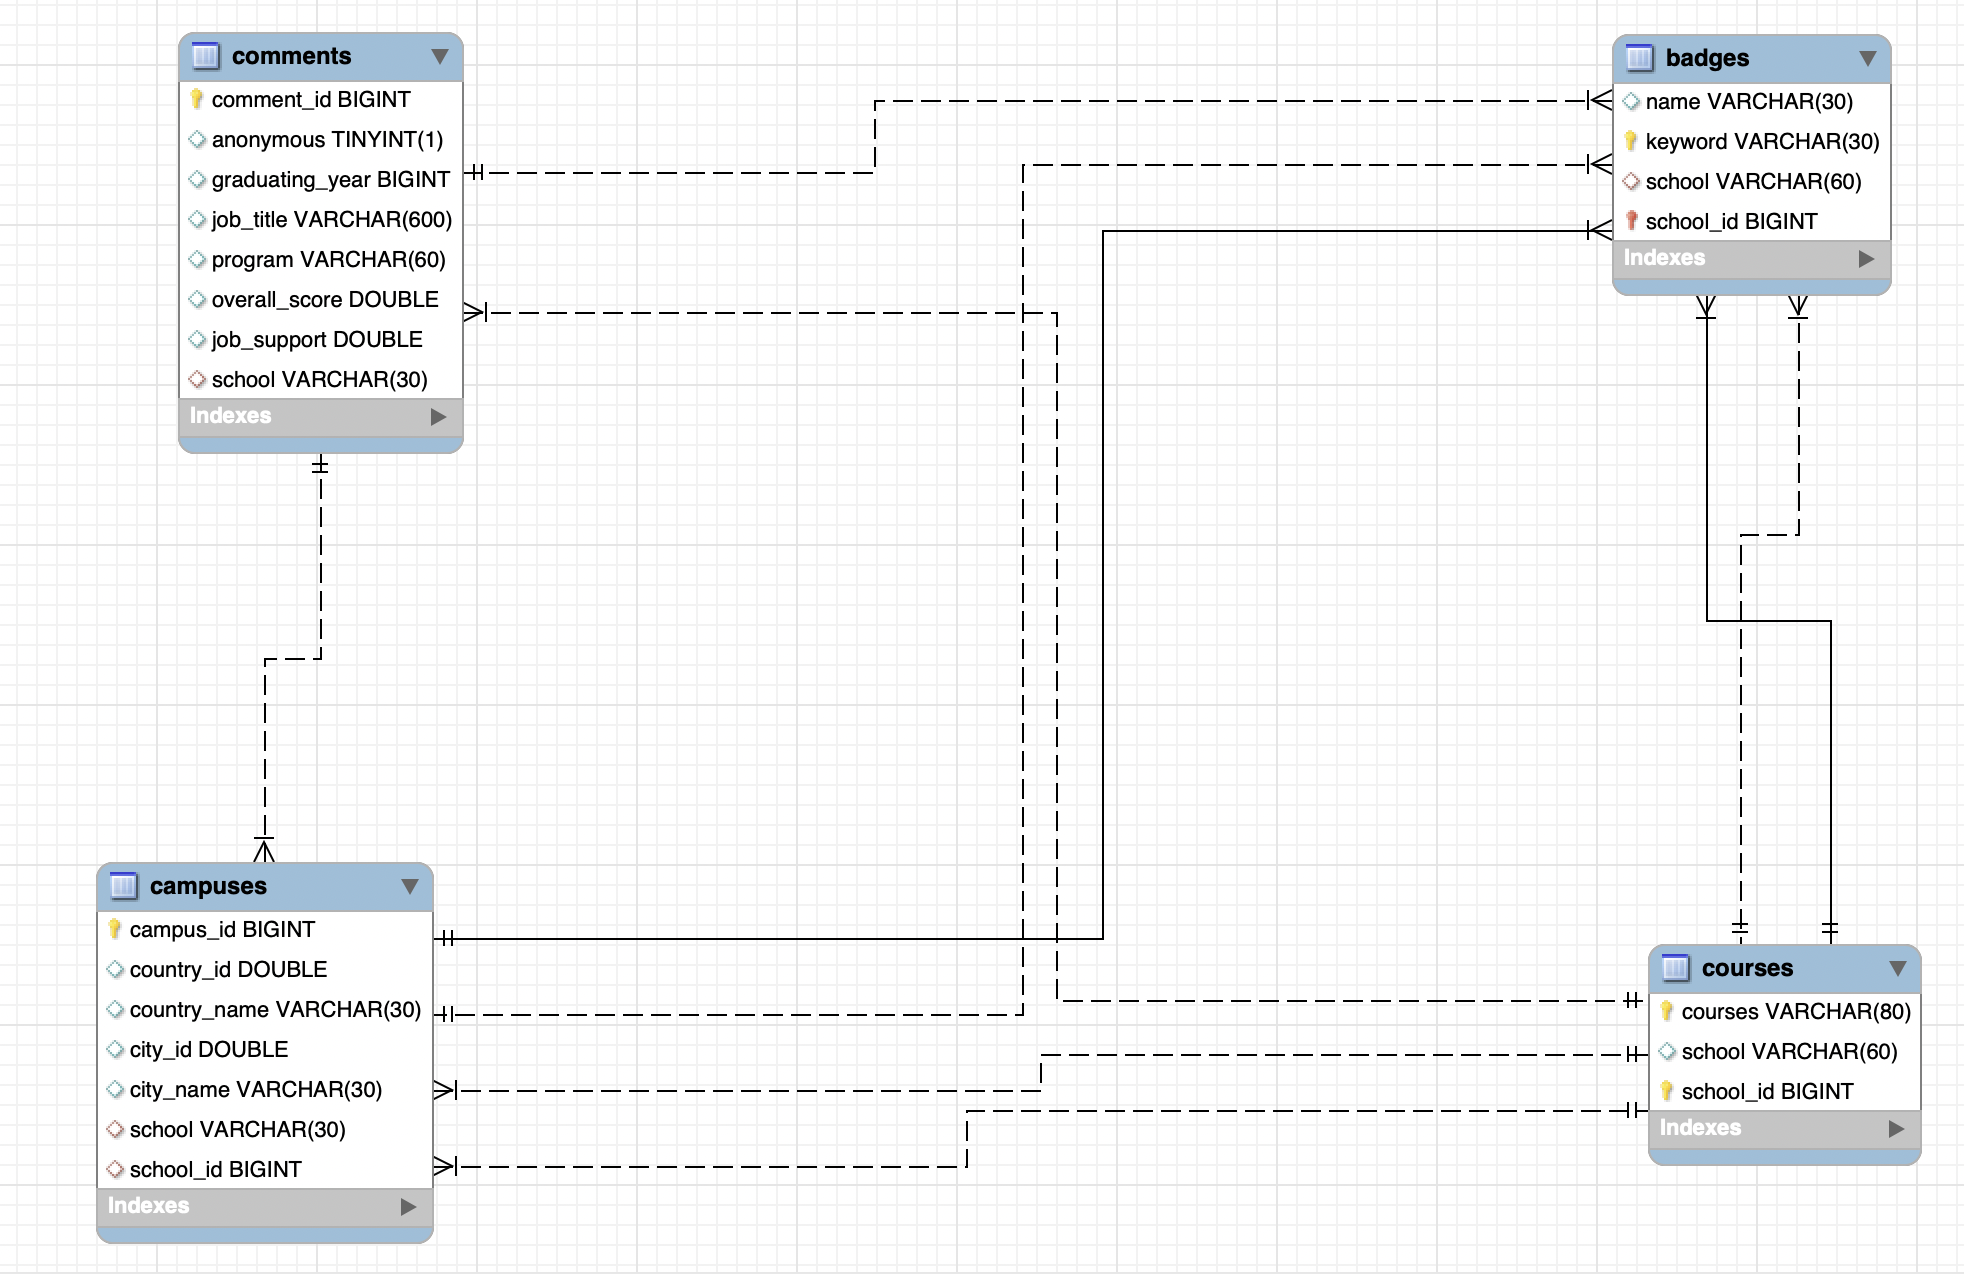 comments
comment_id BIGINT
anonymous TINYINT(1)
graduating_year BIGINT
job_title VARCHAR(600)
program VARCHAR(60)
overall_score DOUBLE
job_support DOUBLE
school VARCHAR(30)
Indexes
badges
name VARCHAR(30)
keyword VARCHAR(30)
school VARCHAR(60)
school_id BIGINT
Indexes
campuses
campus_id BIGINT
country_id DOUBLE
country_name VARCHAR(30)
city_id DOUBLE
city_name VARCHAR(30)
school VARCHAR(30)
school_id BIGINT
Indexes
courses
courses VARCHAR(80)
school VARCHAR(60)
school_id BIGINT
Indexes